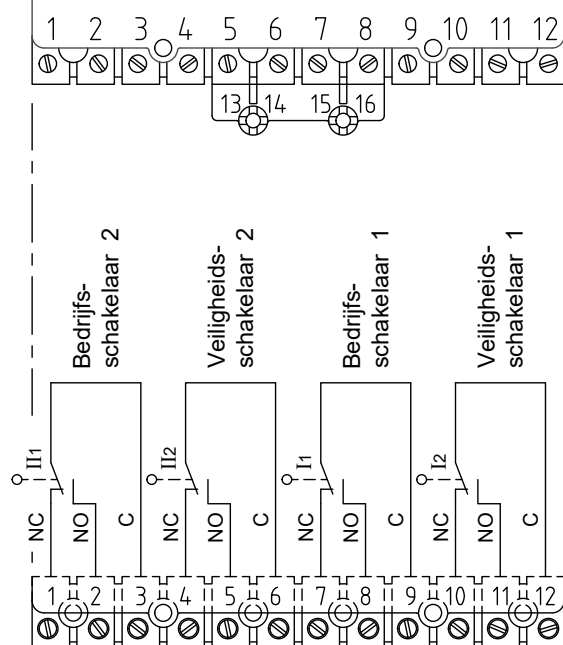 1 2 3 4 5 6 7 8 9 10 11 12
13 14 15 16
Bedrijfs-
schakelaar 2
Veiligheids-
schakelaar 2
Bedrijfs-
schakelaar 1
Veiligheids-
schakelaar 1
II1 II2 I1 I2
NC NO C NC NO C NC NO C NC NO C
1 2 3 4 5 6 7 8 9 10 11 12